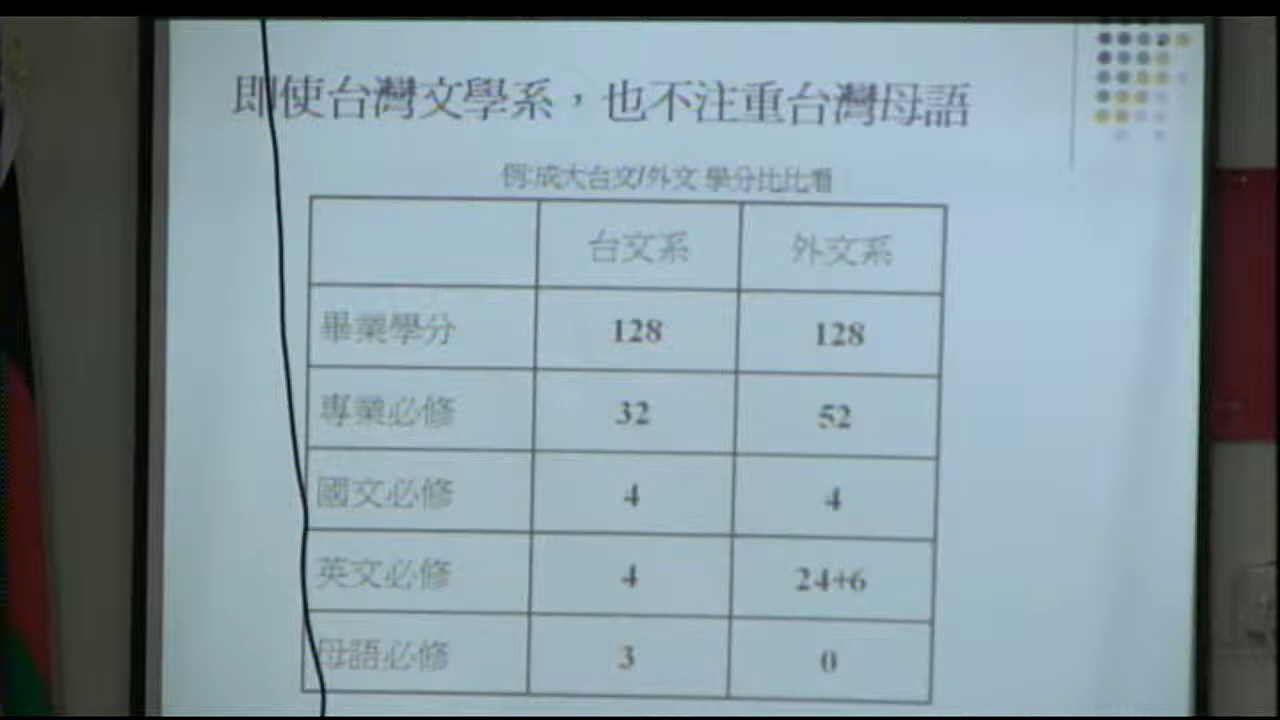 即使台灣文學系，也不注重台灣母語
例:成大台文/外文 學分比比看
台文系 外文系
畢業學分 128 128
專業必修 32 52
國文必修 4 4
英文必修 4 24+6
母語必修 3 0